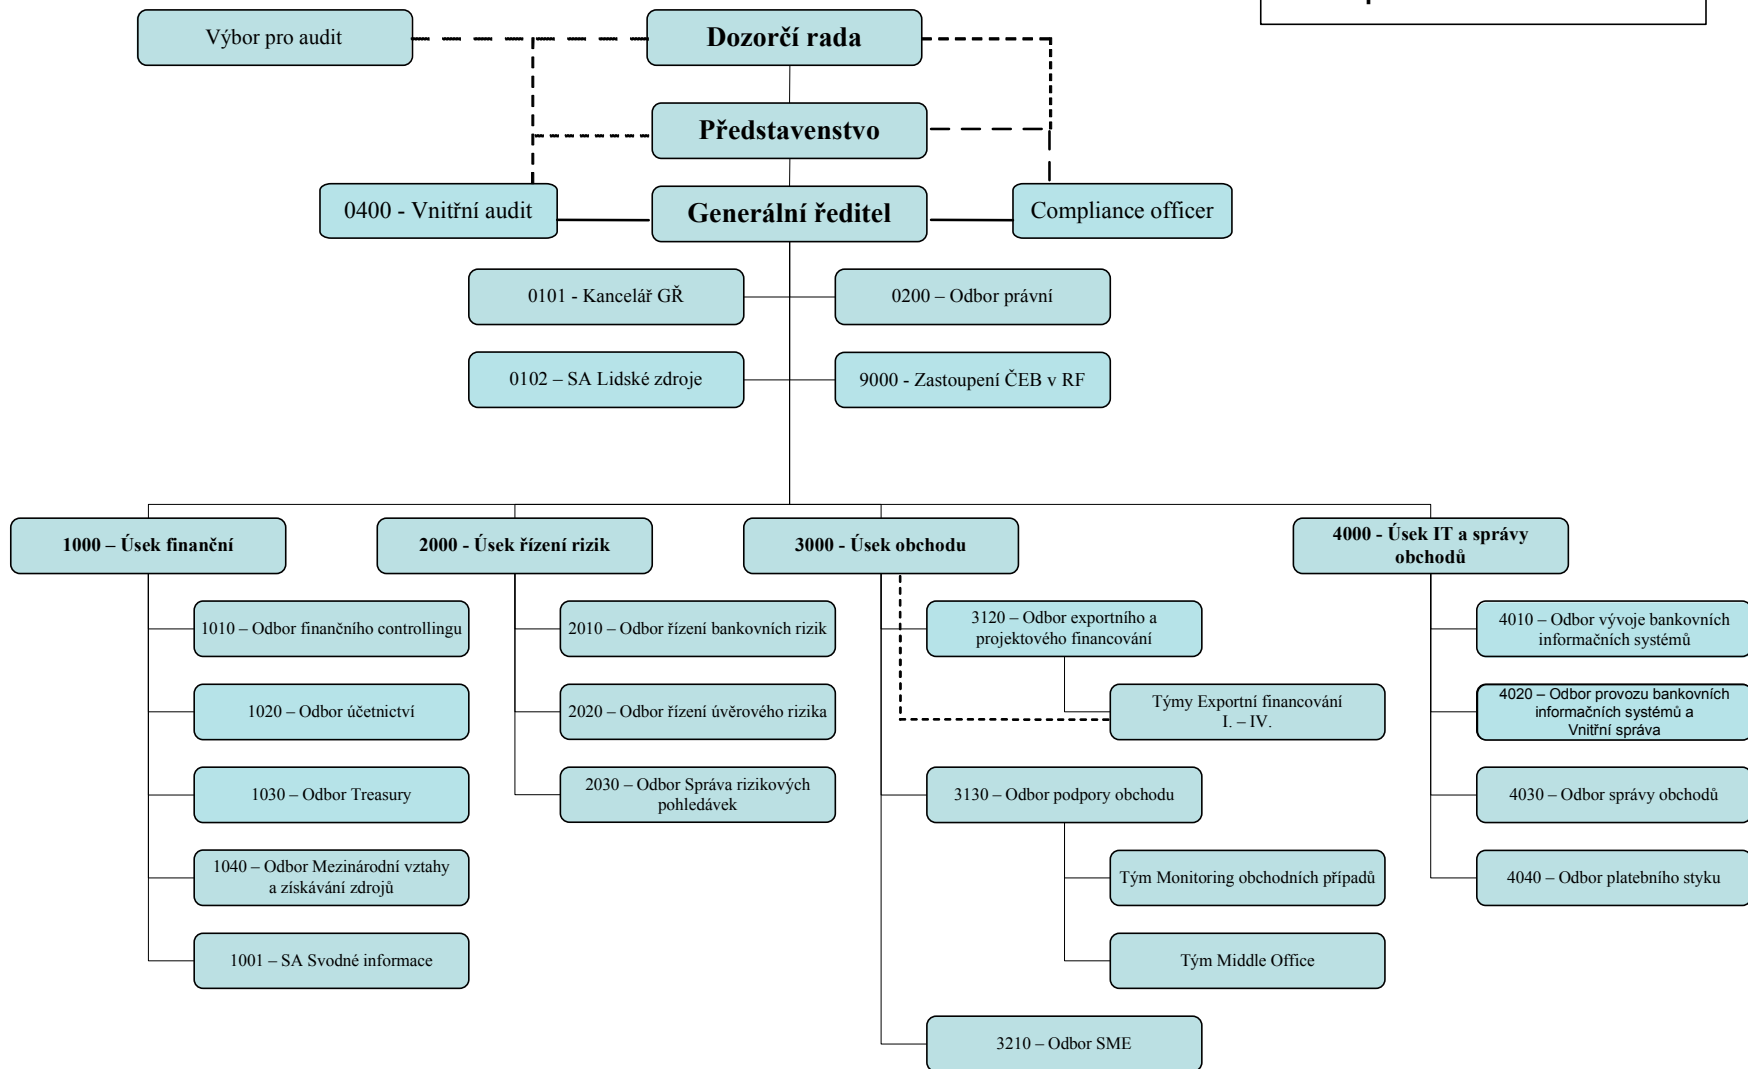 Výbor pro audit
Dozorčí rada
Představenstvo
0400 - Vnitřní audit
Generální ředitel
Compliance officer
0101 - Kancelář GŘ
0200 – Odbor právní
0102 – SA Lidské zdroje
9000 - Zastoupení ČEB v RF
1000 – Úsek finanční
2000 - Úsek řízení rizik
3000 - Úsek obchodu
4000 - Úsek IT a správy
obchodů
1010 – Odbor finančního controllingu
2010 – Odbor řízení bankovních rizik
3120 – Odbor exportního a
projektového financování
4010 – Odbor vývoje bankovních
informačních systémů
1020 – Odbor účetnictví
2020 – Odbor řízení úvěrového rizika
Týmy Exportní financování
I. – IV.
4020 – Odbor provozu bankovních
informačních systémů a
Vnitřní správa
1030 – Odbor Treasury
2030 – Odbor Správa rizikových
pohledávek
3130 – Odbor podpory obchodu
4030 – Odbor správy obchodů
1040 – Odbor Mezinárodní vztahy
a získávání zdrojů
Tým Monitoring obchodních případů
4040 – Odbor platebního styku
1001 – SA Svodné informace
Tým Middle Office
3210 – Odbor SME